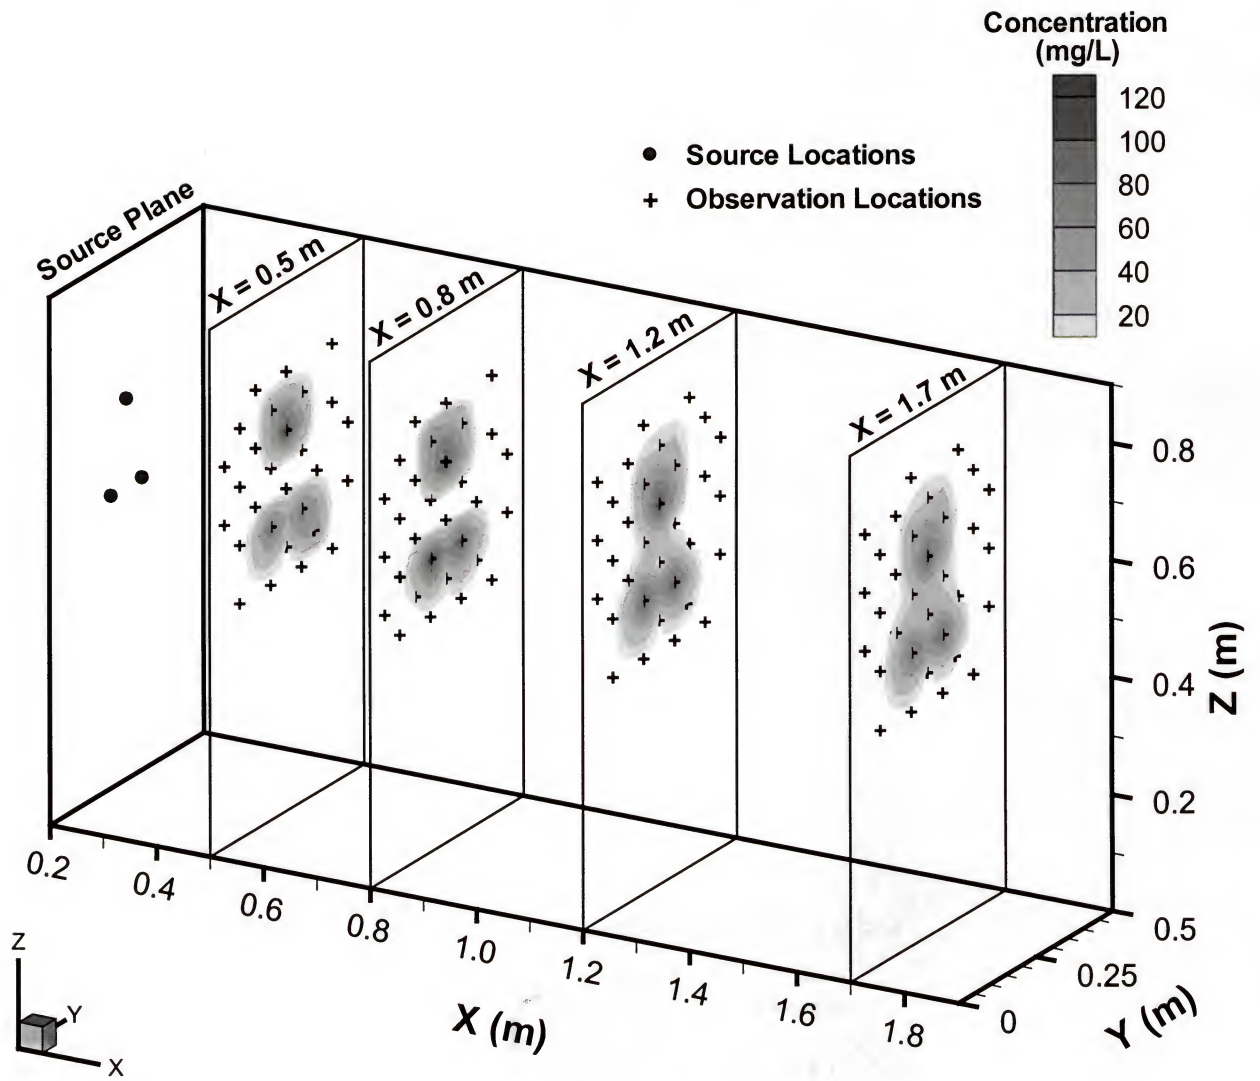 Concentration
(mg/L)
120
100
80
60
40
20
Source Locations
Observation Locations
Source Plane
X = 0.5 m
X = 0.8 m
X = 1.2 m
X = 1.7 m
0.8
0.6
0.4
0.2
Z (m)
0.2
0.4
0.6
0.8
1.0
1.2
1.4
1.6
1.8
X (m)
0.5
0.25
0
Y (m)
Z
Y
X